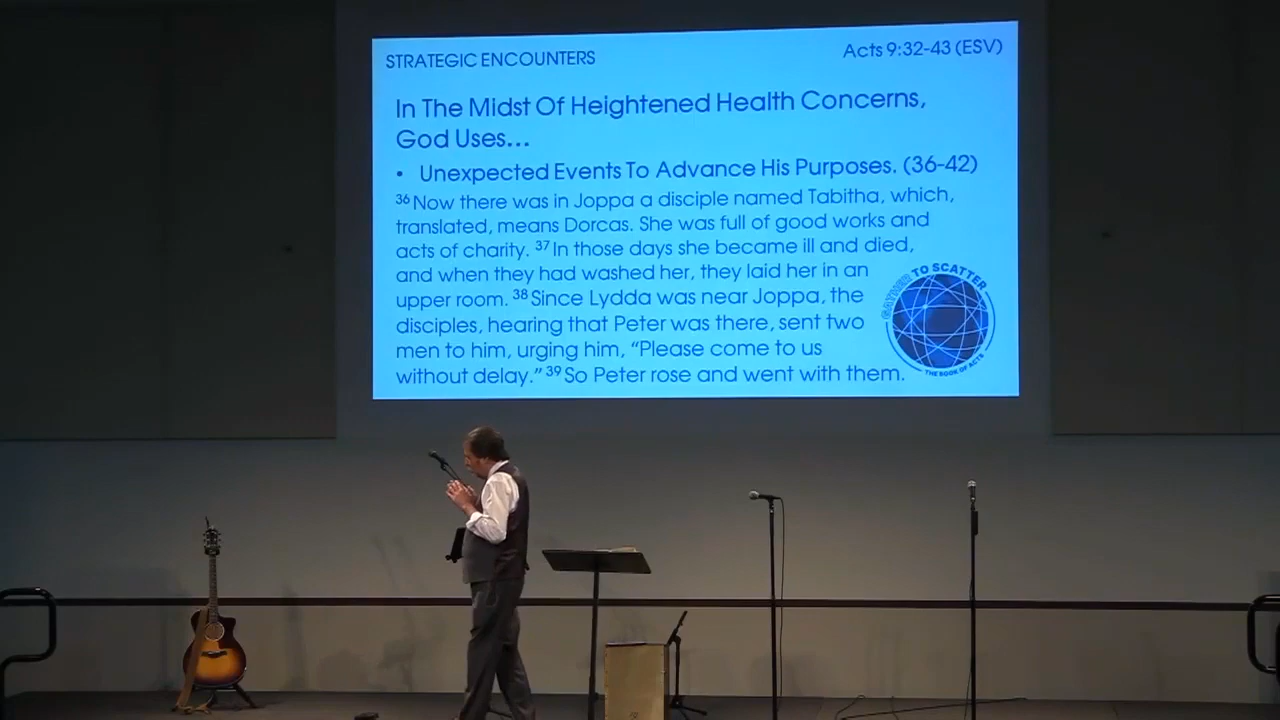 STRATEGIC ENCOUNTERS
Acts 9:32-43 (ESV)
In The Midst Of Heightened Health Concerns,
God Uses...
• Unexpected Events To Advance His Purposes. (36-42)
36 Now there was in Joppa a disciple named Tabitha, which,
translated, means Dorcas. She was full of good works and
acts of charity. 37 In those days she became ill and died,
and when they had washed her, they laid her in an
upper room. 38 Since Lydda was near Joppa, the
disciples, hearing that Peter was there, sent two
men to him, urging him, “Please come to us
without delay.” 39 So Peter rose and went with them.
GATHER TO SCATTER
THE BOOK OF ACTS